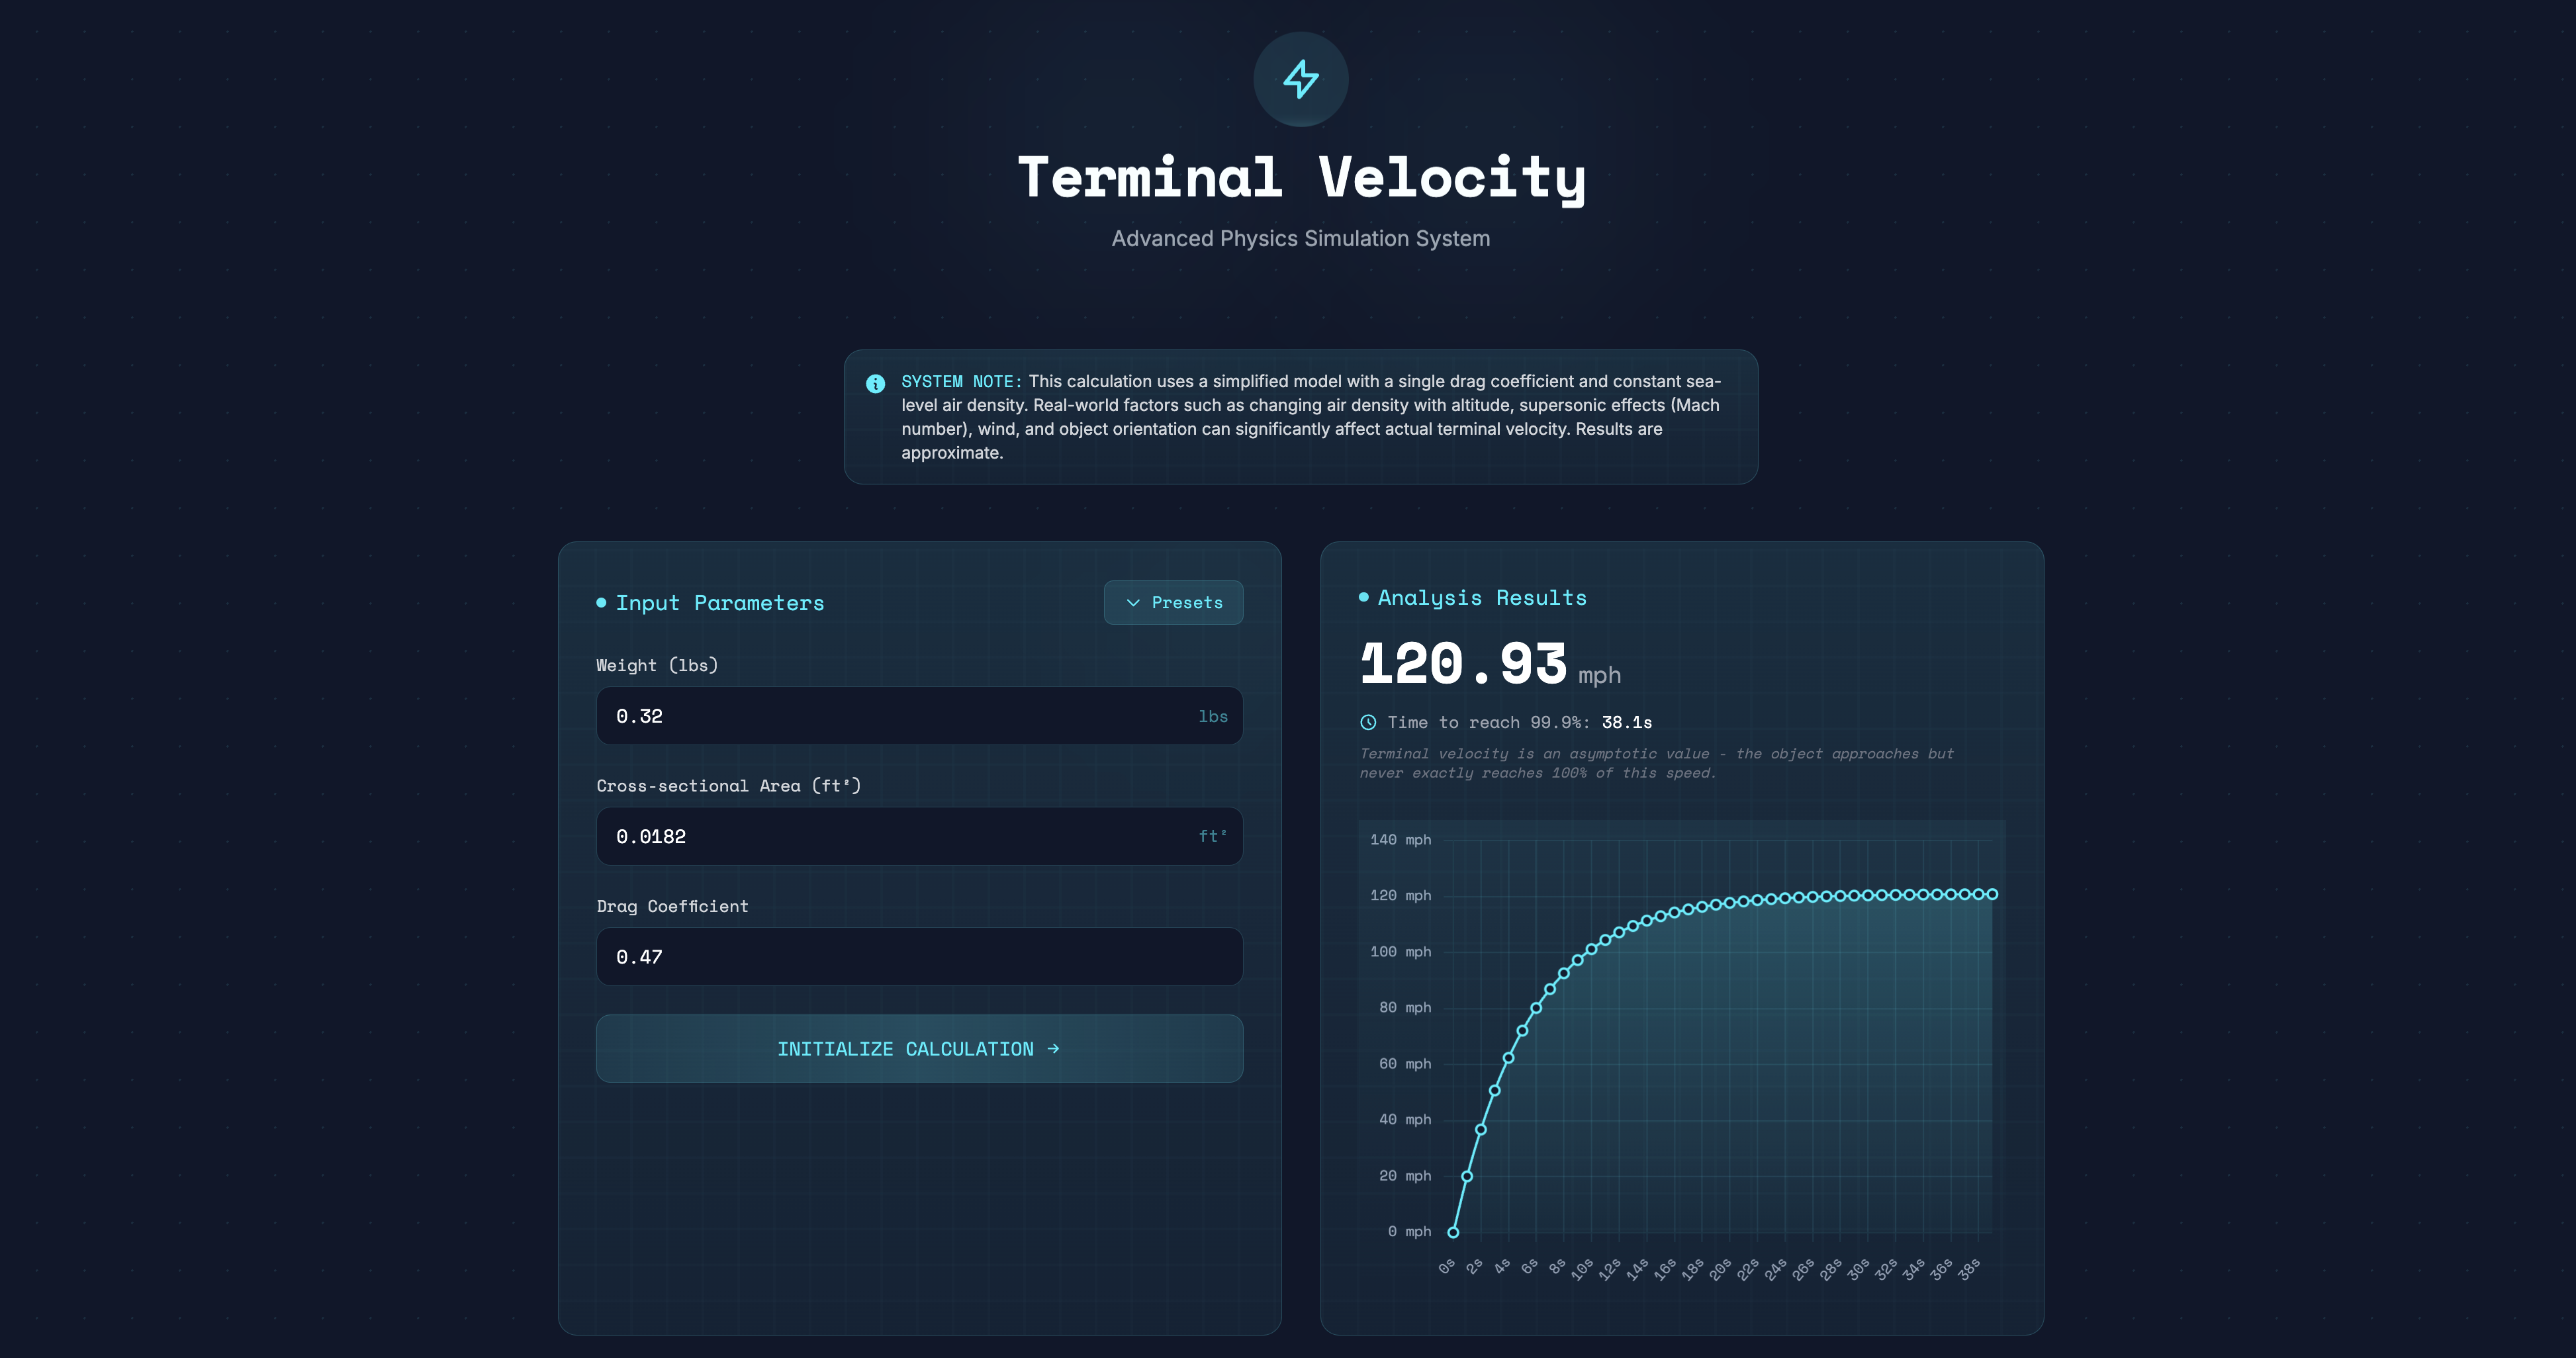 Terminal Velocity
Advanced Physics Simulation System
SYSTEM NOTE: This calculation uses a simplified model with a single drag coefficient and constant sea-
level air density. Real-world factors such as changing air density with altitude, supersonic effects (Mach
number), wind, and object orientation can significantly affect actual terminal velocity. Results are
approximate.
Input Parameters
Presets
Weight (lbs)
0.32
lbs
Cross-sectional Area (ft²)
0.0182
ft²
Drag Coefficient
0.47
INITIALIZE CALCULATION →
Analysis Results
120.93 mph
Time to reach 99.9%: 38.1s
Terminal velocity is an asymptotic value - the object approaches but
never exactly reaches 100% of this speed.
140 mph
120 mph
100 mph
80 mph
60 mph
40 mph
20 mph
0 mph
0s 2s 4s 6s 8s 10s 12s 14s 16s 18s 20s 22s 24s 26s 28s 30s 32s 34s 36s 38s